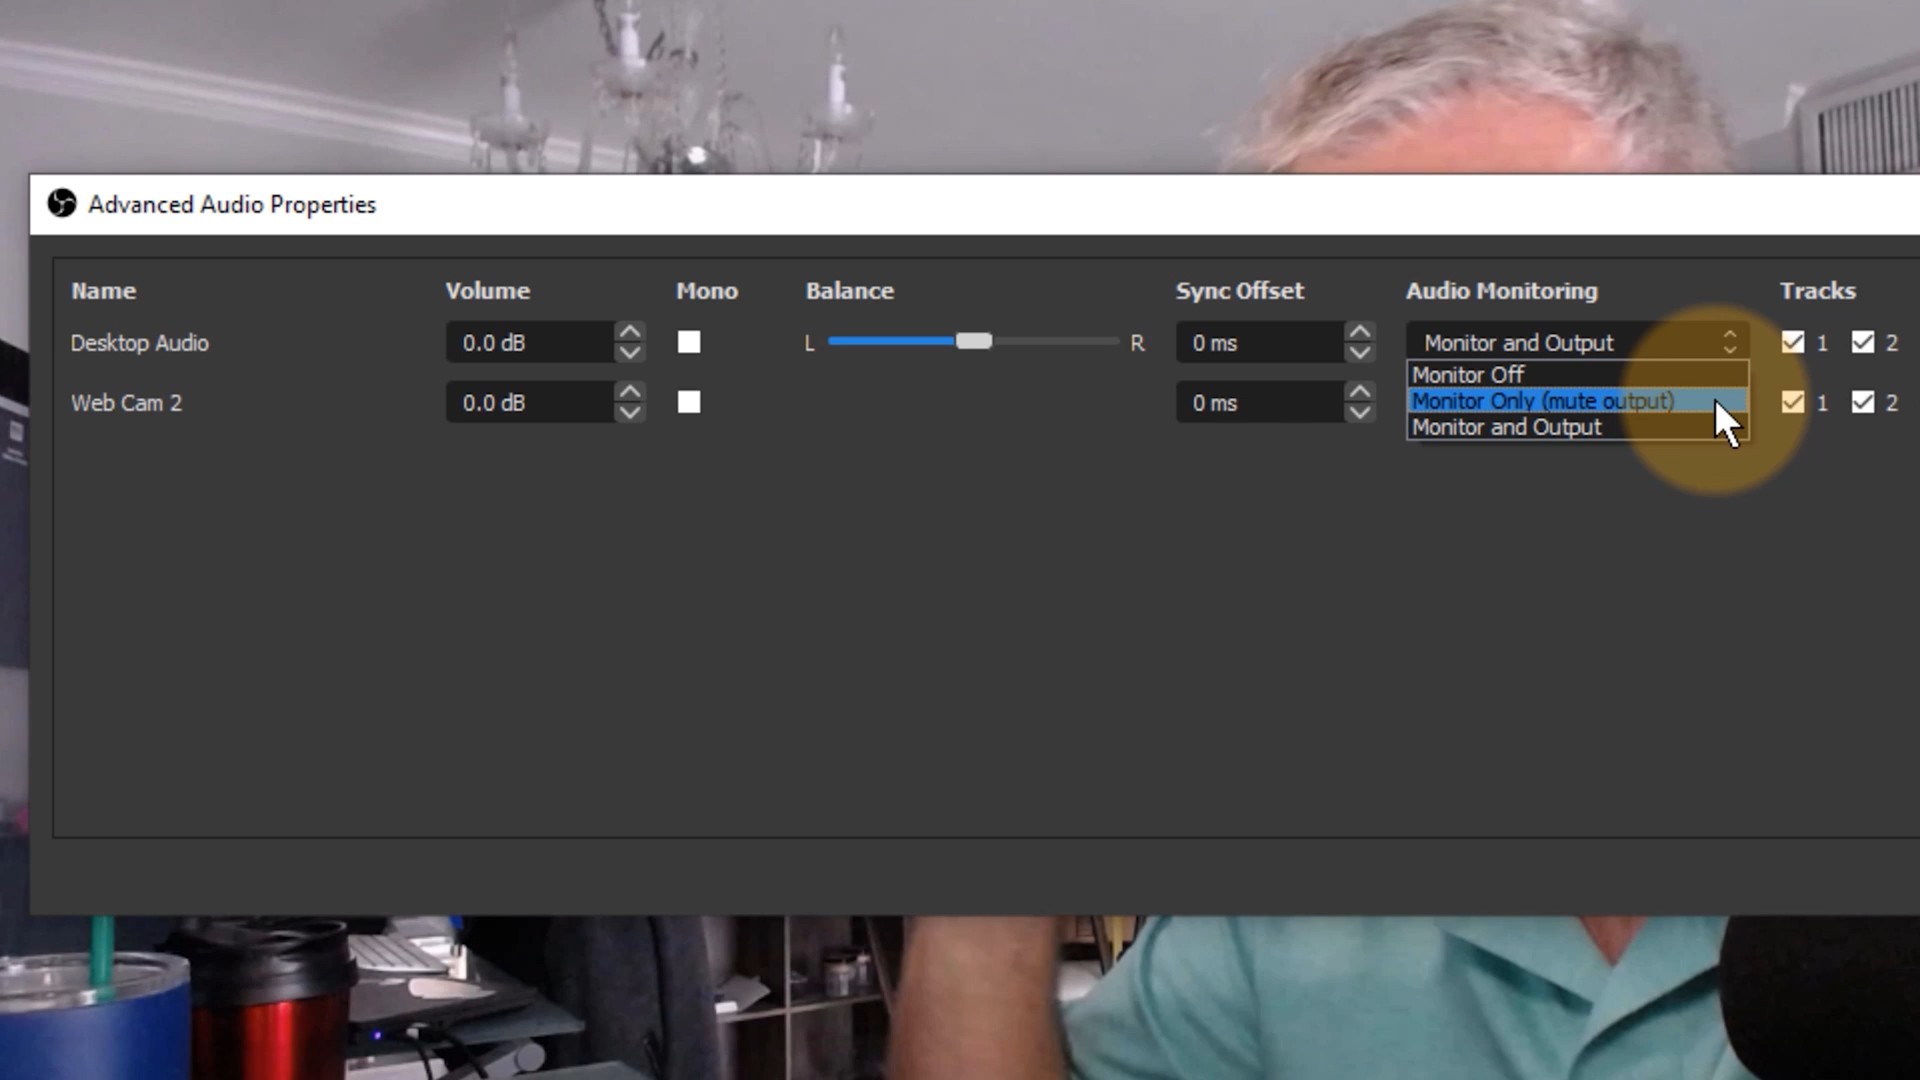 Advanced Audio Properties
Name Volume Mono Balance Sync Offset Audio Monitoring Tracks
Desktop Audio 0.0 dB L R 0 ms Monitor and Output 1 2
Monitor Off
Web Cam 2 0.0 dB 0 ms Monitor Only (mute output) 1 2
Monitor and Output